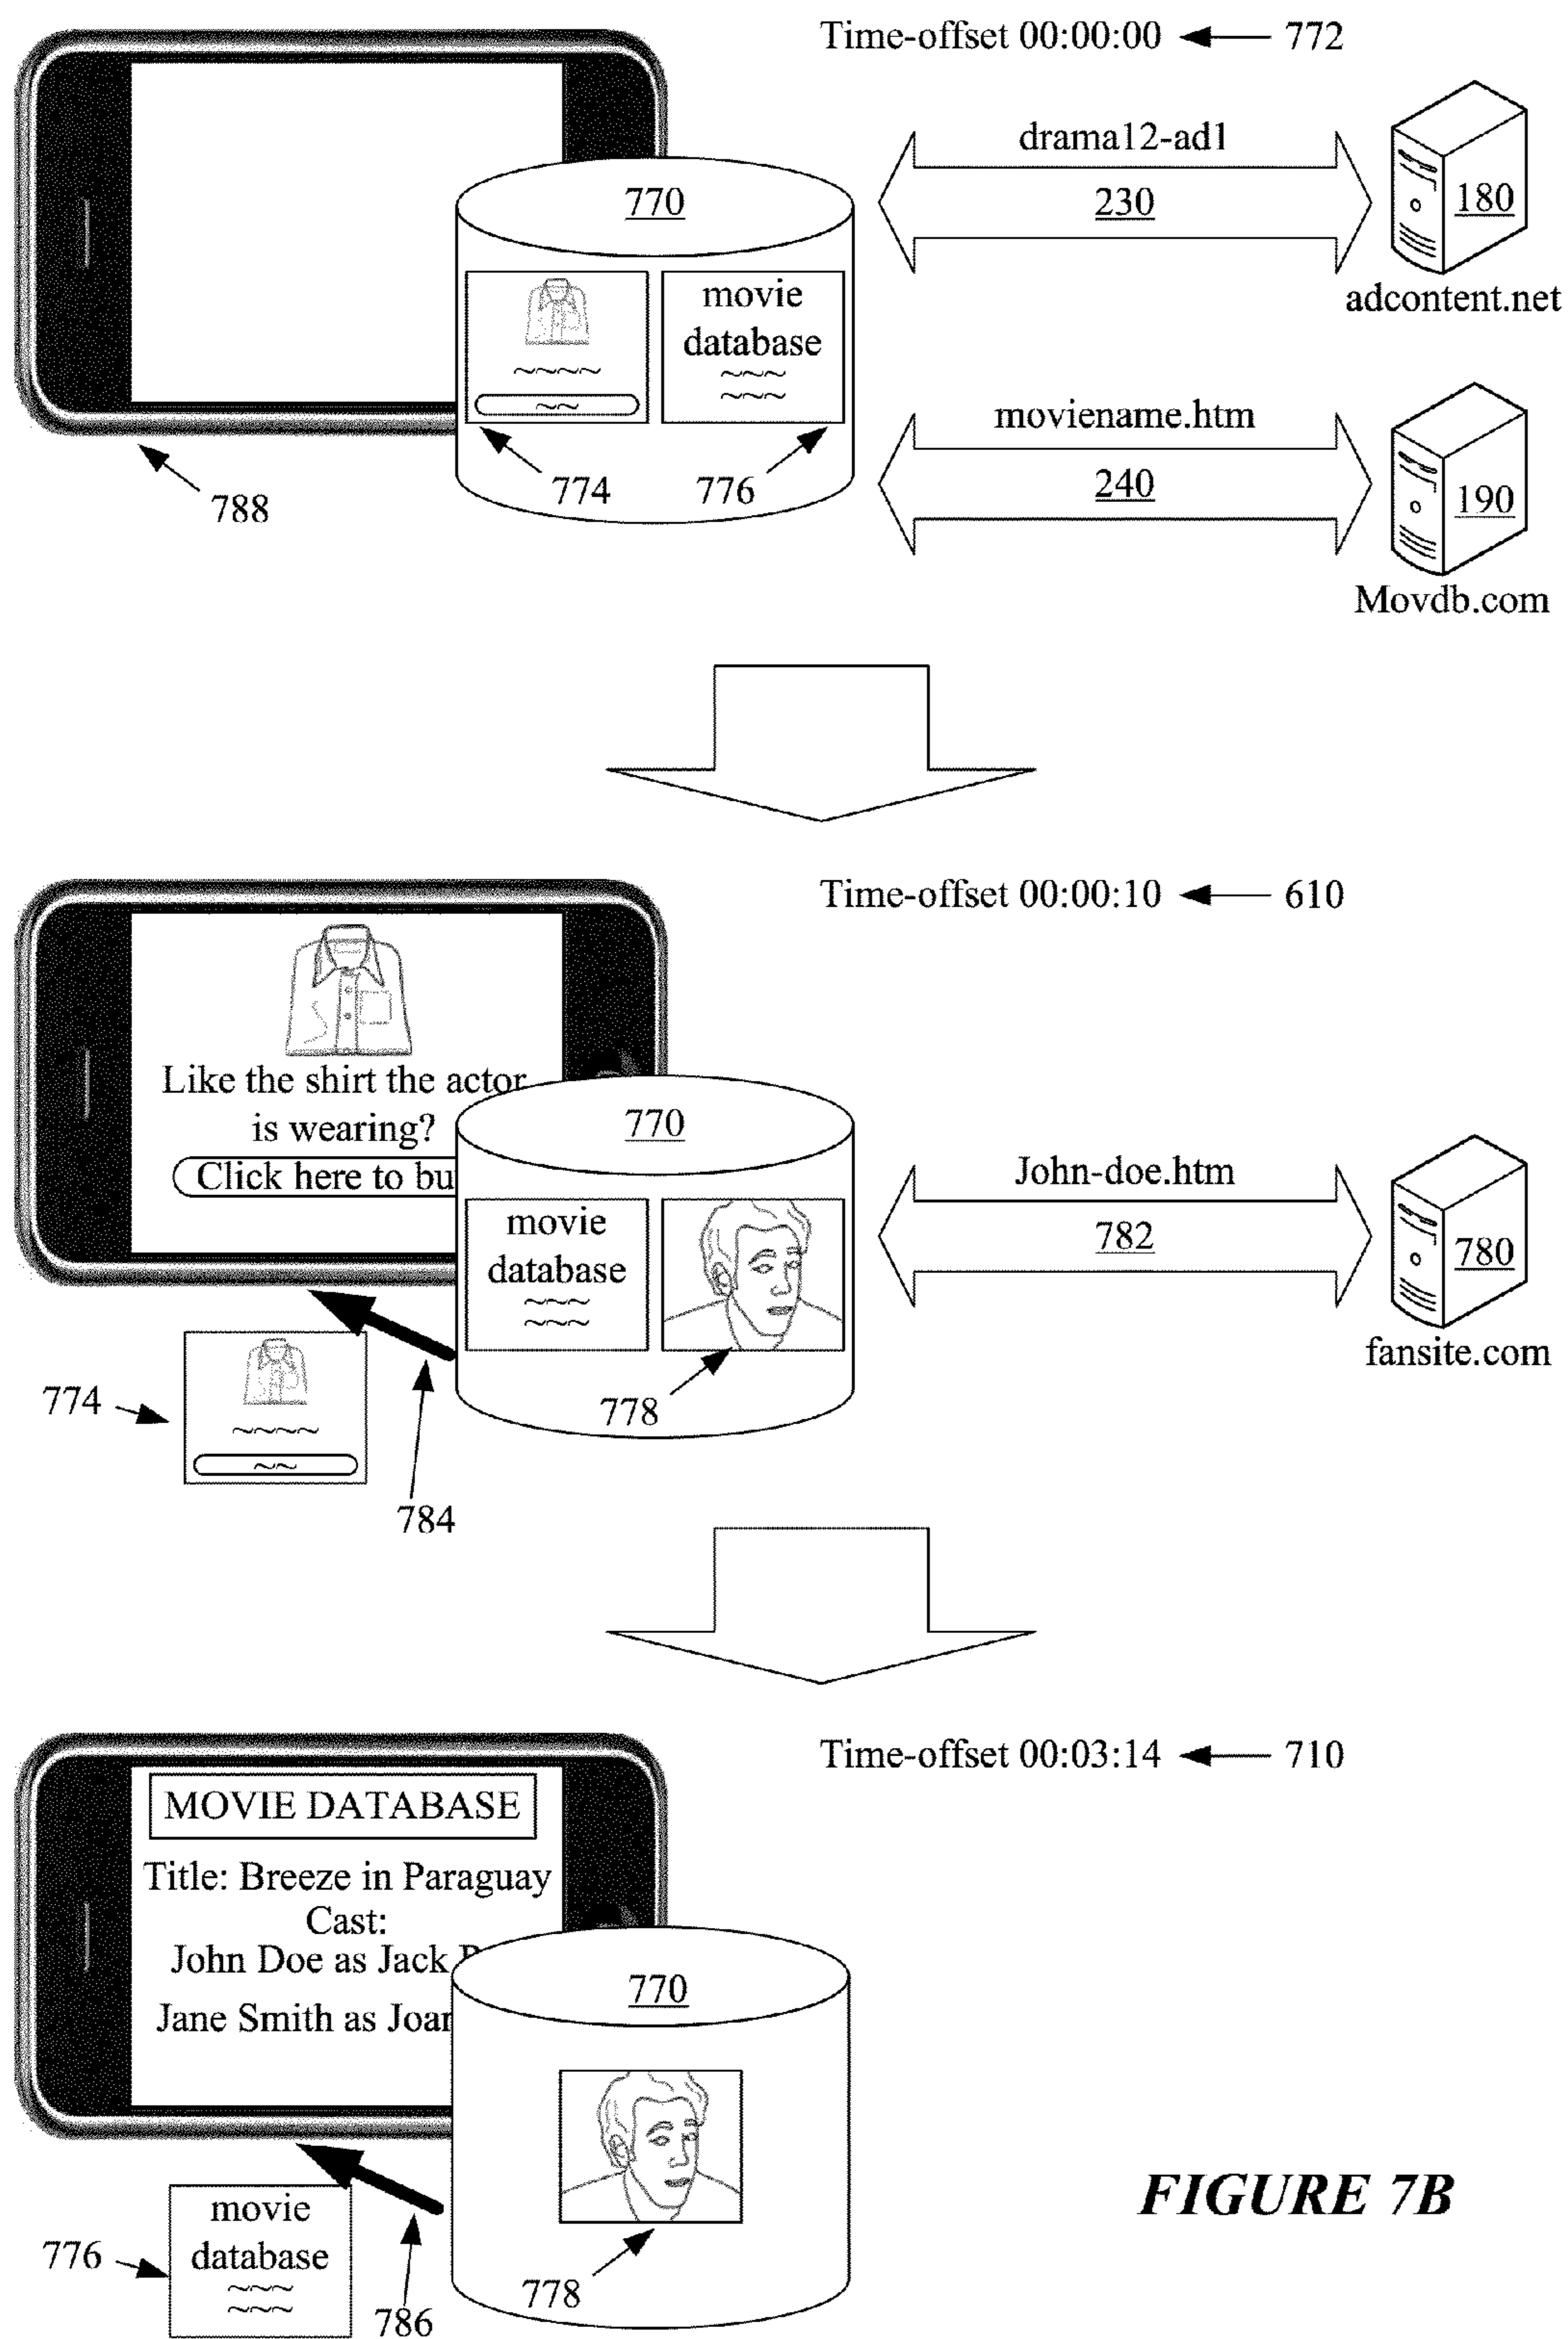 Time-offset 00:00:00
772
drama12-ad1
230
180
adcontent.net
770
movie
database
~~~~
~~
~~~
~~~
774
776
788
moviename.htm
240
190
Movdb.com
Time-offset 00:00:10
610
Like the shirt the actor
is wearing?
Click here to bu
770
movie
database
~~~
~~~
778
John-doe.htm
782
780
fansite.com
774
~~~~
~~
784
Time-offset 00:03:14
710
MOVIE DATABASE
Title: Breeze in Paraguay
Cast:
John Doe as Jack
Jane Smith as Joan
770
778
776
movie
database
~~~
~~~
786
FIGURE 7B